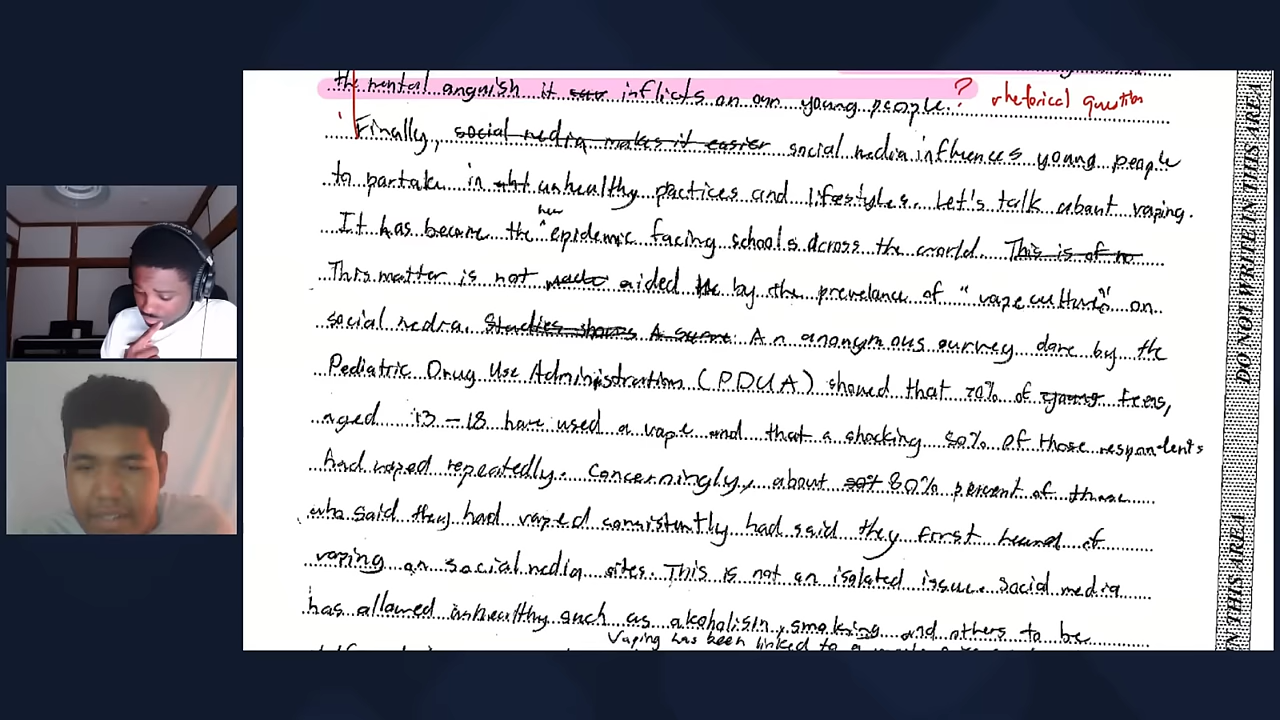 the mental anguish it inflicts on our young people.? rhetorical question
Finally, social media makes it easier social media influences young people
to partake in unhealthy practices and lifestyles. Let's talk about vaping.
It has become the new epidemic facing schools across the world. This is of no
This matter is not aided by the prevelance of "vape culture" on
social media. Studies shows A surve An anonymous survey done by the
Pediatric Drug Use Administration (PDUA) showed that 70% of young teens,
aged 13-18 have used a vape and that a shocking 50% of those respondents
had vaped repeatedly. Concerningly, about 80% percent of those
who said they had vaped consistently had said they first heard of
vaping on social media sites. This is not an isolated issue. Social media
has allowed unhealthy such as alcoholism, smoking and others to be
Vaping has been linked to a
DO NOT WRITE IN THIS AREA
IN THIS AREA